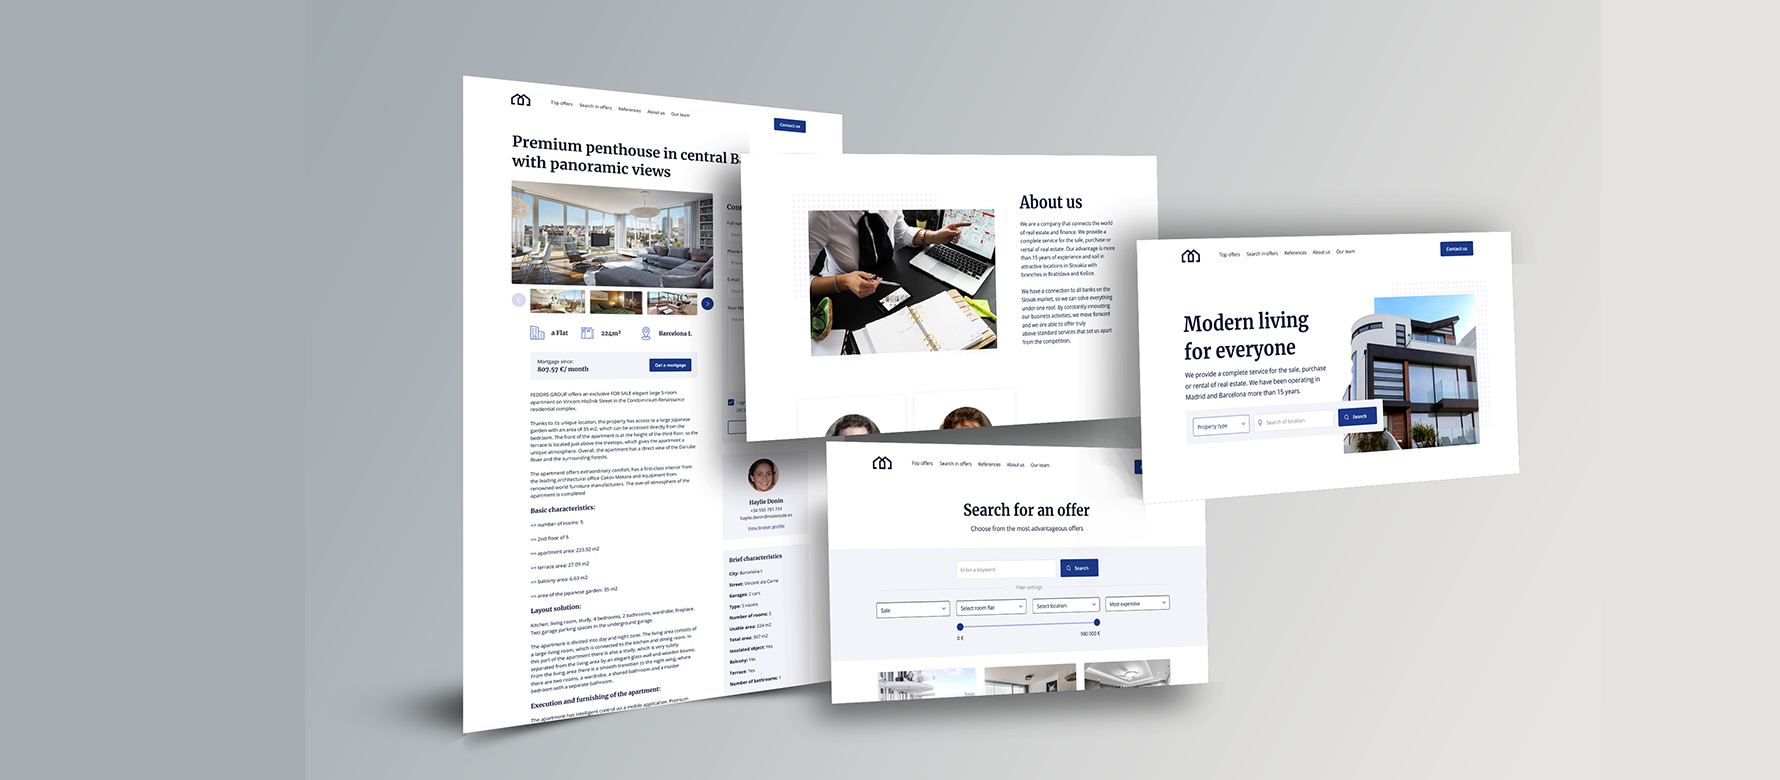 Top offers
Search in offers
References
About us
Our team
Contact us
Premium penthouse in central
with panoramic views
a Flat
224m²
Barcelona I.
Mortgage since:
807.57 €/ month
Get a mortgage
FEDORS GROUP offers an exclusive FOR SALE elegant large 5-room
apartment on Vincent Hložník Street in the Condominium Renaissance
residential complex.
Thanks to its unique location, the property has access to a large Japanese
garden with an area of 35 m2, which can be accessed directly from the
bedroom. The front of the apartment is at the height of the third floor, so the
terrace is located just above the treetops, which gives the apartment a
unique atmosphere. Overall, the apartment has a direct view of the Danube
River and the surrounding forests.
The apartment offers extraordinary comfort, has a first-class interior from
the leading architectural office Cakov Makara and equipment from
renowned world furniture manufacturers. The overall atmosphere of the
apartment is completed
Basic characteristics:
=> number of rooms: 5
=> 2nd floor of 5
=> apartment area: 223.92 m2
=> terrace area: 27.09 m2
=> balcony area: 6.63 m2
=> area of the Japanese garden: 35 m2
Layout solution:
Kitchen, living room, study, 4 bedrooms, 2 bathrooms, wardrobe, fireplace,
Two garage parking spaces in the underground garage.
The apartment is divided into day and night zone. The living area consists of
a large living room, which is connected to the kitchen and dining room. In
this part of the apartment there is also a study, which is very subtly
separated from the living area by an elegant glass wall and wooden beams.
From the living area there is a smooth transition to the night wing, where
there are two rooms, a wardrobe, a shared bathroom and a master
bedroom with a separate bathroom.
Execution and furnishing of the apartment:
The apartment has intelligent control via a mobile application. Premium
Haylie Donin
+34 555 781 731
haylie.donin@realestate.es
View broker profile
Brief characteristics
City: Barcelona I.
Street: Vincent ala Carne
Garages: 2 cars
Type: 5 rooms
Number of rooms: 5
Usable area: 224 m2
Total area: 307 m2
Insulated object: Yes
Balcony: Yes
Terrace: Yes
Number of bathrooms: 1
About us
We are a company that connects the world
of real estate and finance. We provide a
complete service for the sale, purchase or
rental of real estate. Our advantage is more
than 15 years of experience and soil in
attractive locations in Slovakia with
branches in Bratislava and Košice.
We have a connection to all banks on the
Slovak market, so we can solve everything
under one roof. By constantly innovating
our business activities, we move forward
and we are able to offer truly
above-standard services that set us apart
from the competition.
Top offers
Search in offers
References
About us
Our team
Search for an offer
Choose from the most advantageous offers
Enter a keyword
Search
Filter settings
Sale
Select room flat
Select location
Most expensive
0 €
980 000 €
Top offers
Search in offers
References
About us
Our team
Contact us
Modern living
for everyone
We provide a complete service for the sale, purchase
or rental of real estate. We have been operating in
Madrid and Barcelona more than 15 years.
Property type
Search of location
Search